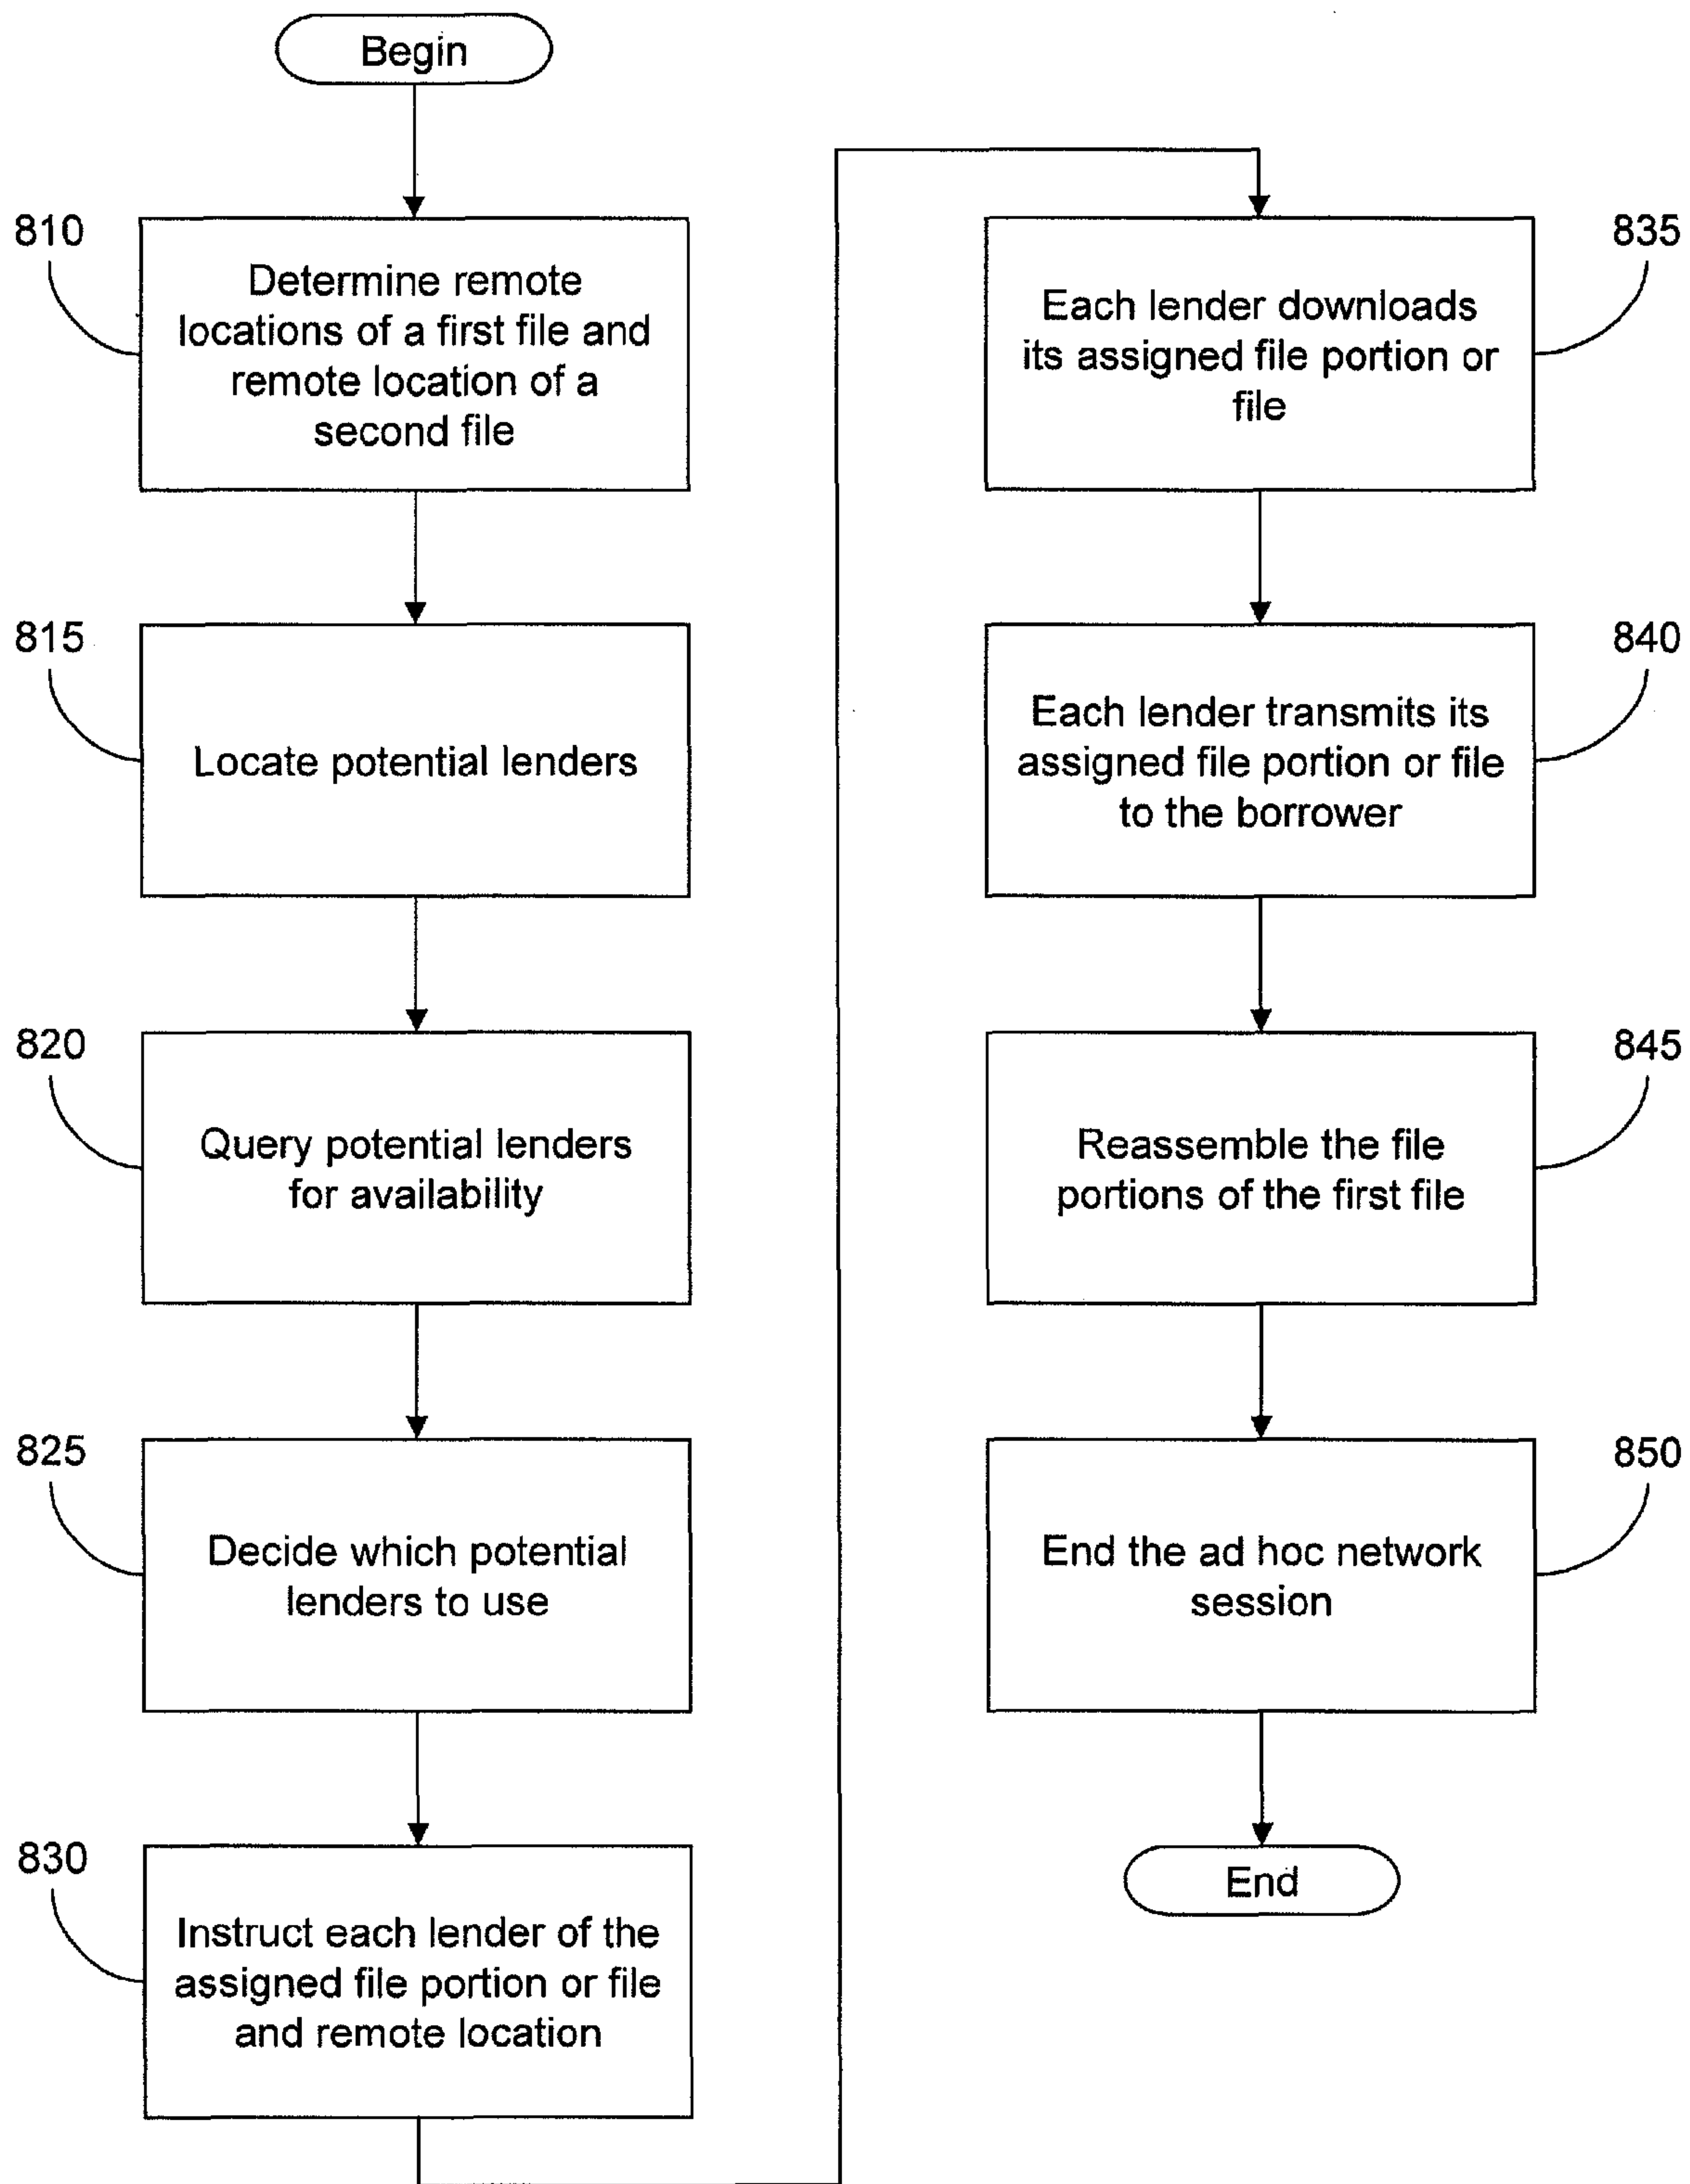 Begin
810
Determine remote
locations of a first file and
remote location of a
second file
815
Locate potential lenders
820
Query potential lenders
for availability
825
Decide which potential
lenders to use
830
Instruct each lender of the
assigned file portion or file
and remote location
835
Each lender downloads
its assigned file portion or
file
840
Each lender transmits its
assigned file portion or file
to the borrower
845
Reassemble the file
portions of the first file
850
End the ad hoc network
session
End